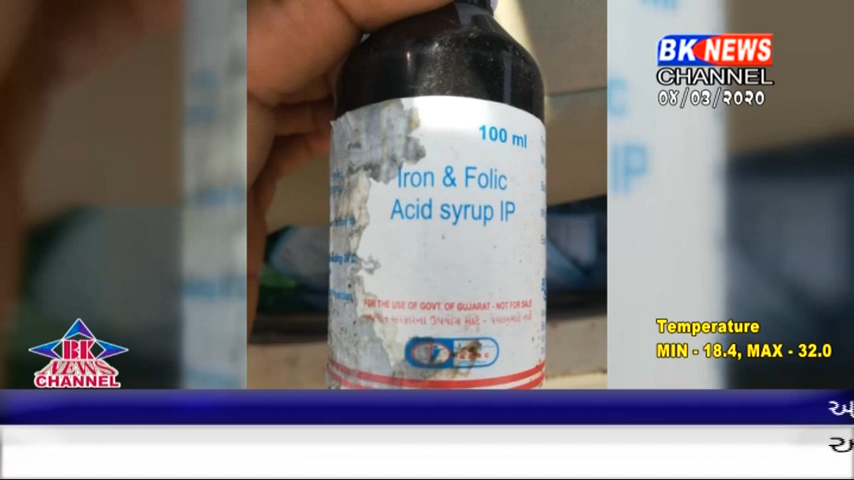 BK NEWS
CHANNEL
૦૪/૦૩/૨૦૨૦
100 ml
Iron & Folic
Acid syrup IP
FOR THE USE OF GOVT. OF GUJARAT - NOT FOR SALE
IP
Temperature
MIN - 18.4, MAX - 32.0
BK
NEWS
CHANNEL